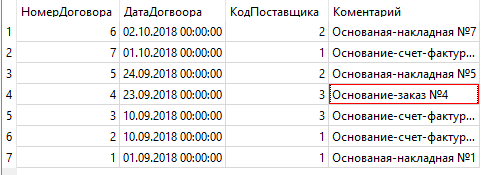 НомерДоговора ДатаДогвоора КодПоставщика Коментарий
1 6 02.10.2018 00:00:00 2 Основаная-накладная №7
2 7 01.10.2018 00:00:00 1 Основание-счет-фактур...
3 5 24.09.2018 00:00:00 2 Основаная-накладная №5
4 4 23.09.2018 00:00:00 3 Основание-заказ №4
5 3 10.09.2018 00:00:00 3 Основание-счет-фактур...
6 2 10.09.2018 00:00:00 1 Основание-счет-фактур...
7 1 01.09.2018 00:00:00 1 Основаная-накладная №1